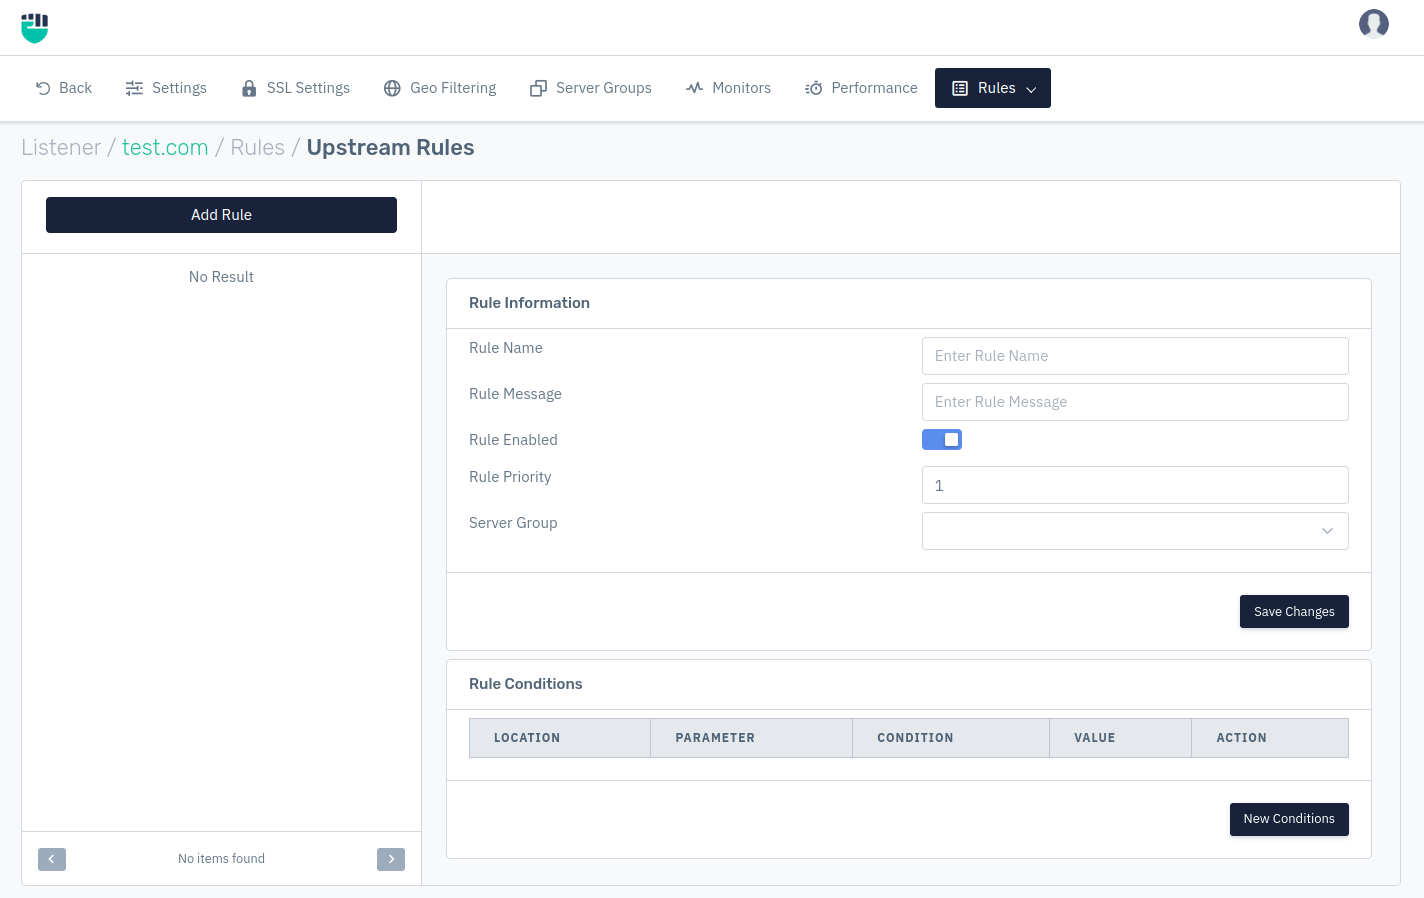 Back
Settings
SSL Settings
Geo Filtering
Server Groups
Monitors
Performance
Rules
Listener / test.com / Rules / Upstream Rules
Add Rule
No Result
No items found
Rule Information
Rule Name
Enter Rule Name
Rule Message
Enter Rule Message
Rule Enabled
Rule Priority
1
Server Group
Save Changes
Rule Conditions
LOCATION
PARAMETER
CONDITION
VALUE
ACTION
New Conditions